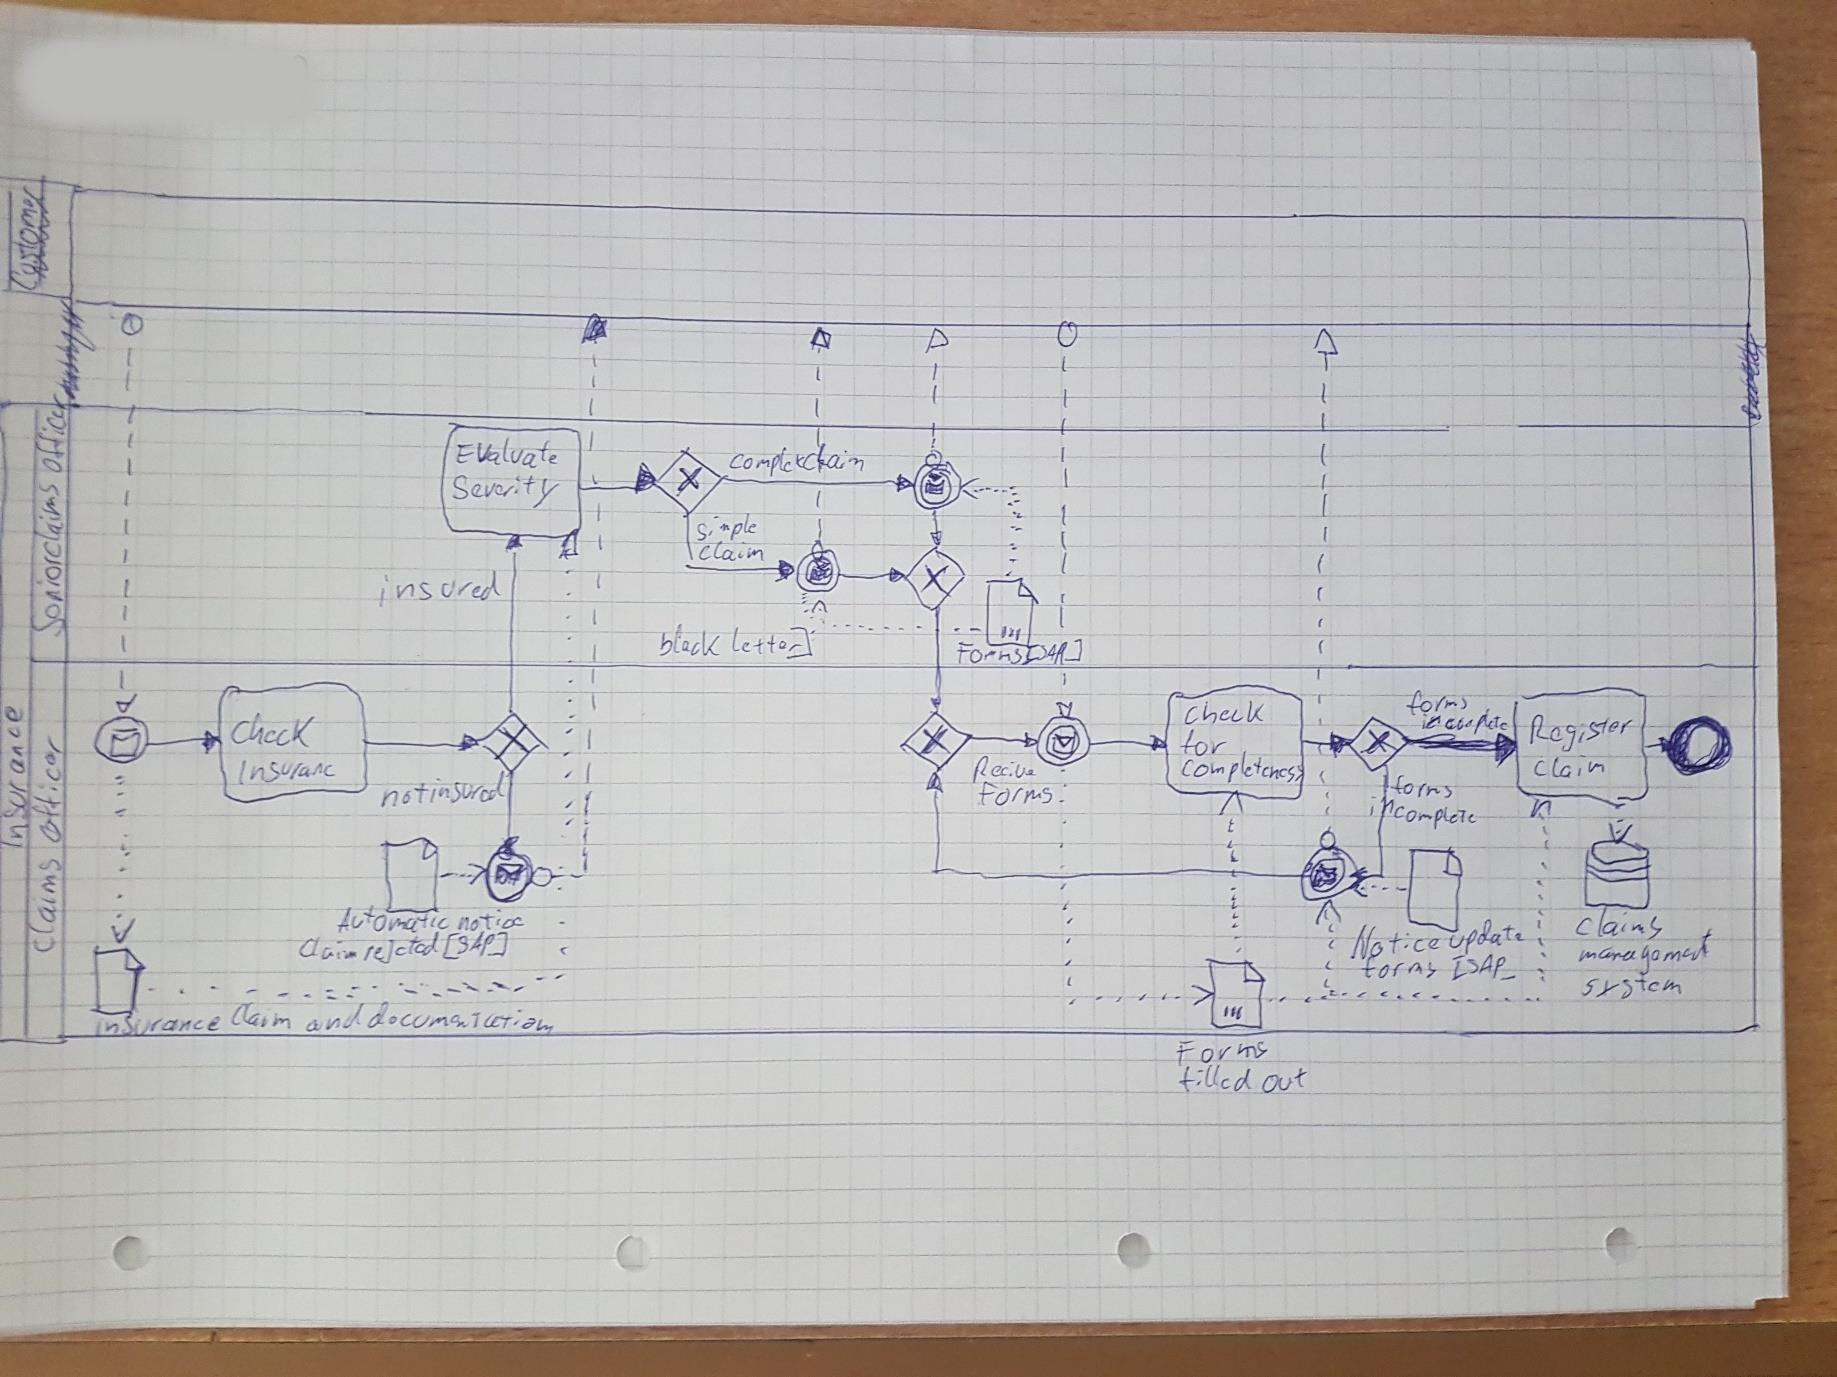 Customer
Insurance
Seniorclaims officer
Claims officer
Evaluate
Severity
complexclaim
simple
claim
insured
black letter]
Forms[SAP]
Check
Insuranc
notinsured
Recive
Forms
check
for
completeness
forms
incomplete
Register
claim
forms
incomplete
Automatic notice
Claim rejcted [SAP]
Notice update
forms [SAP_
Claims
management
system
insurance Claim and documentation
Forms
filled out